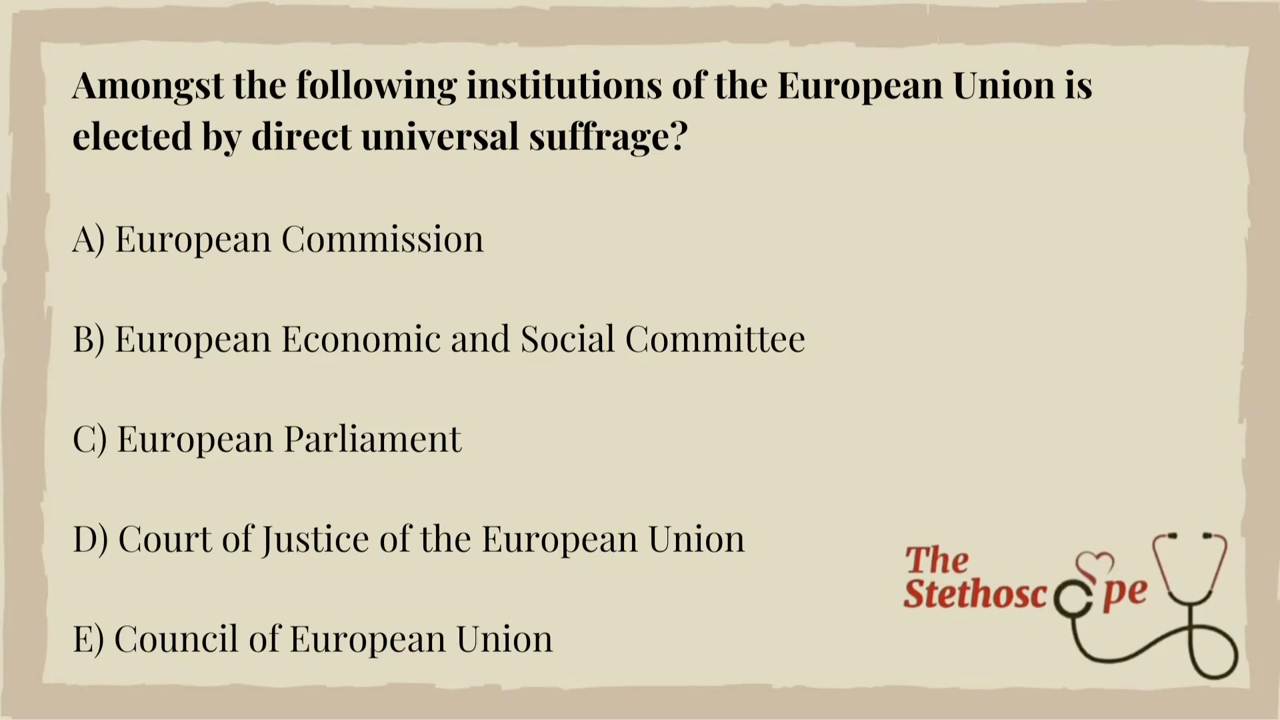 Amongst the following institutions of the European Union is
elected by direct universal suffrage?
A) European Commission
B) European Economic and Social Committee
C) European Parliament
D) Court of Justice of the European Union
E) Council of European Union
The
Stethoscope